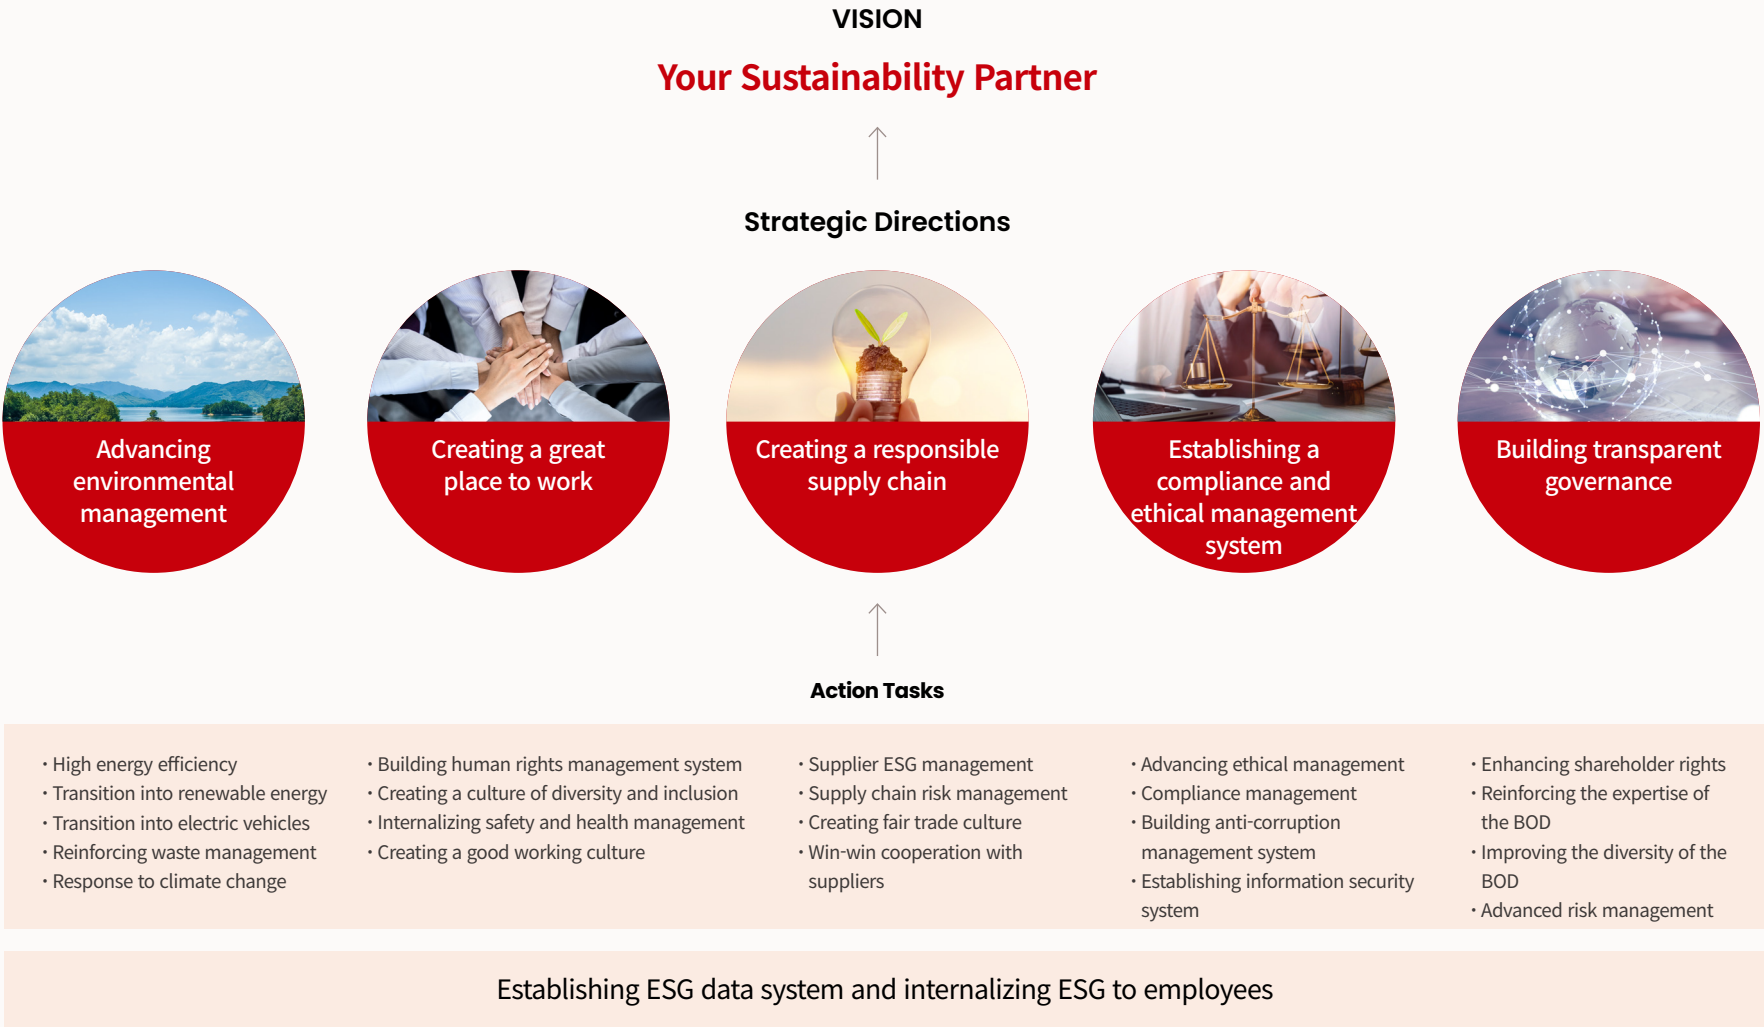 VISION
Your Sustainability Partner
Strategic Directions
Advancing
environmental
management
Creating a great
place to work
Creating a responsible
supply chain
Establishing a
compliance and
ethical management
system
Building transparent
governance
Action Tasks
· High energy efficiency
· Transition into renewable energy
· Transition into electric vehicles
· Reinforcing waste management
· Response to climate change
· Building human rights management system
· Creating a culture of diversity and inclusion
· Internalizing safety and health management
· Creating a good working culture
· Supplier ESG management
· Supply chain risk management
· Creating fair trade culture
· Win-win cooperation with
suppliers
· Advancing ethical management
· Compliance management
· Building anti-corruption
management system
· Establishing information security
system
· Enhancing shareholder rights
· Reinforcing the expertise of
the BOD
· Improving the diversity of the
BOD
· Advanced risk management
Establishing ESG data system and internalizing ESG to employees